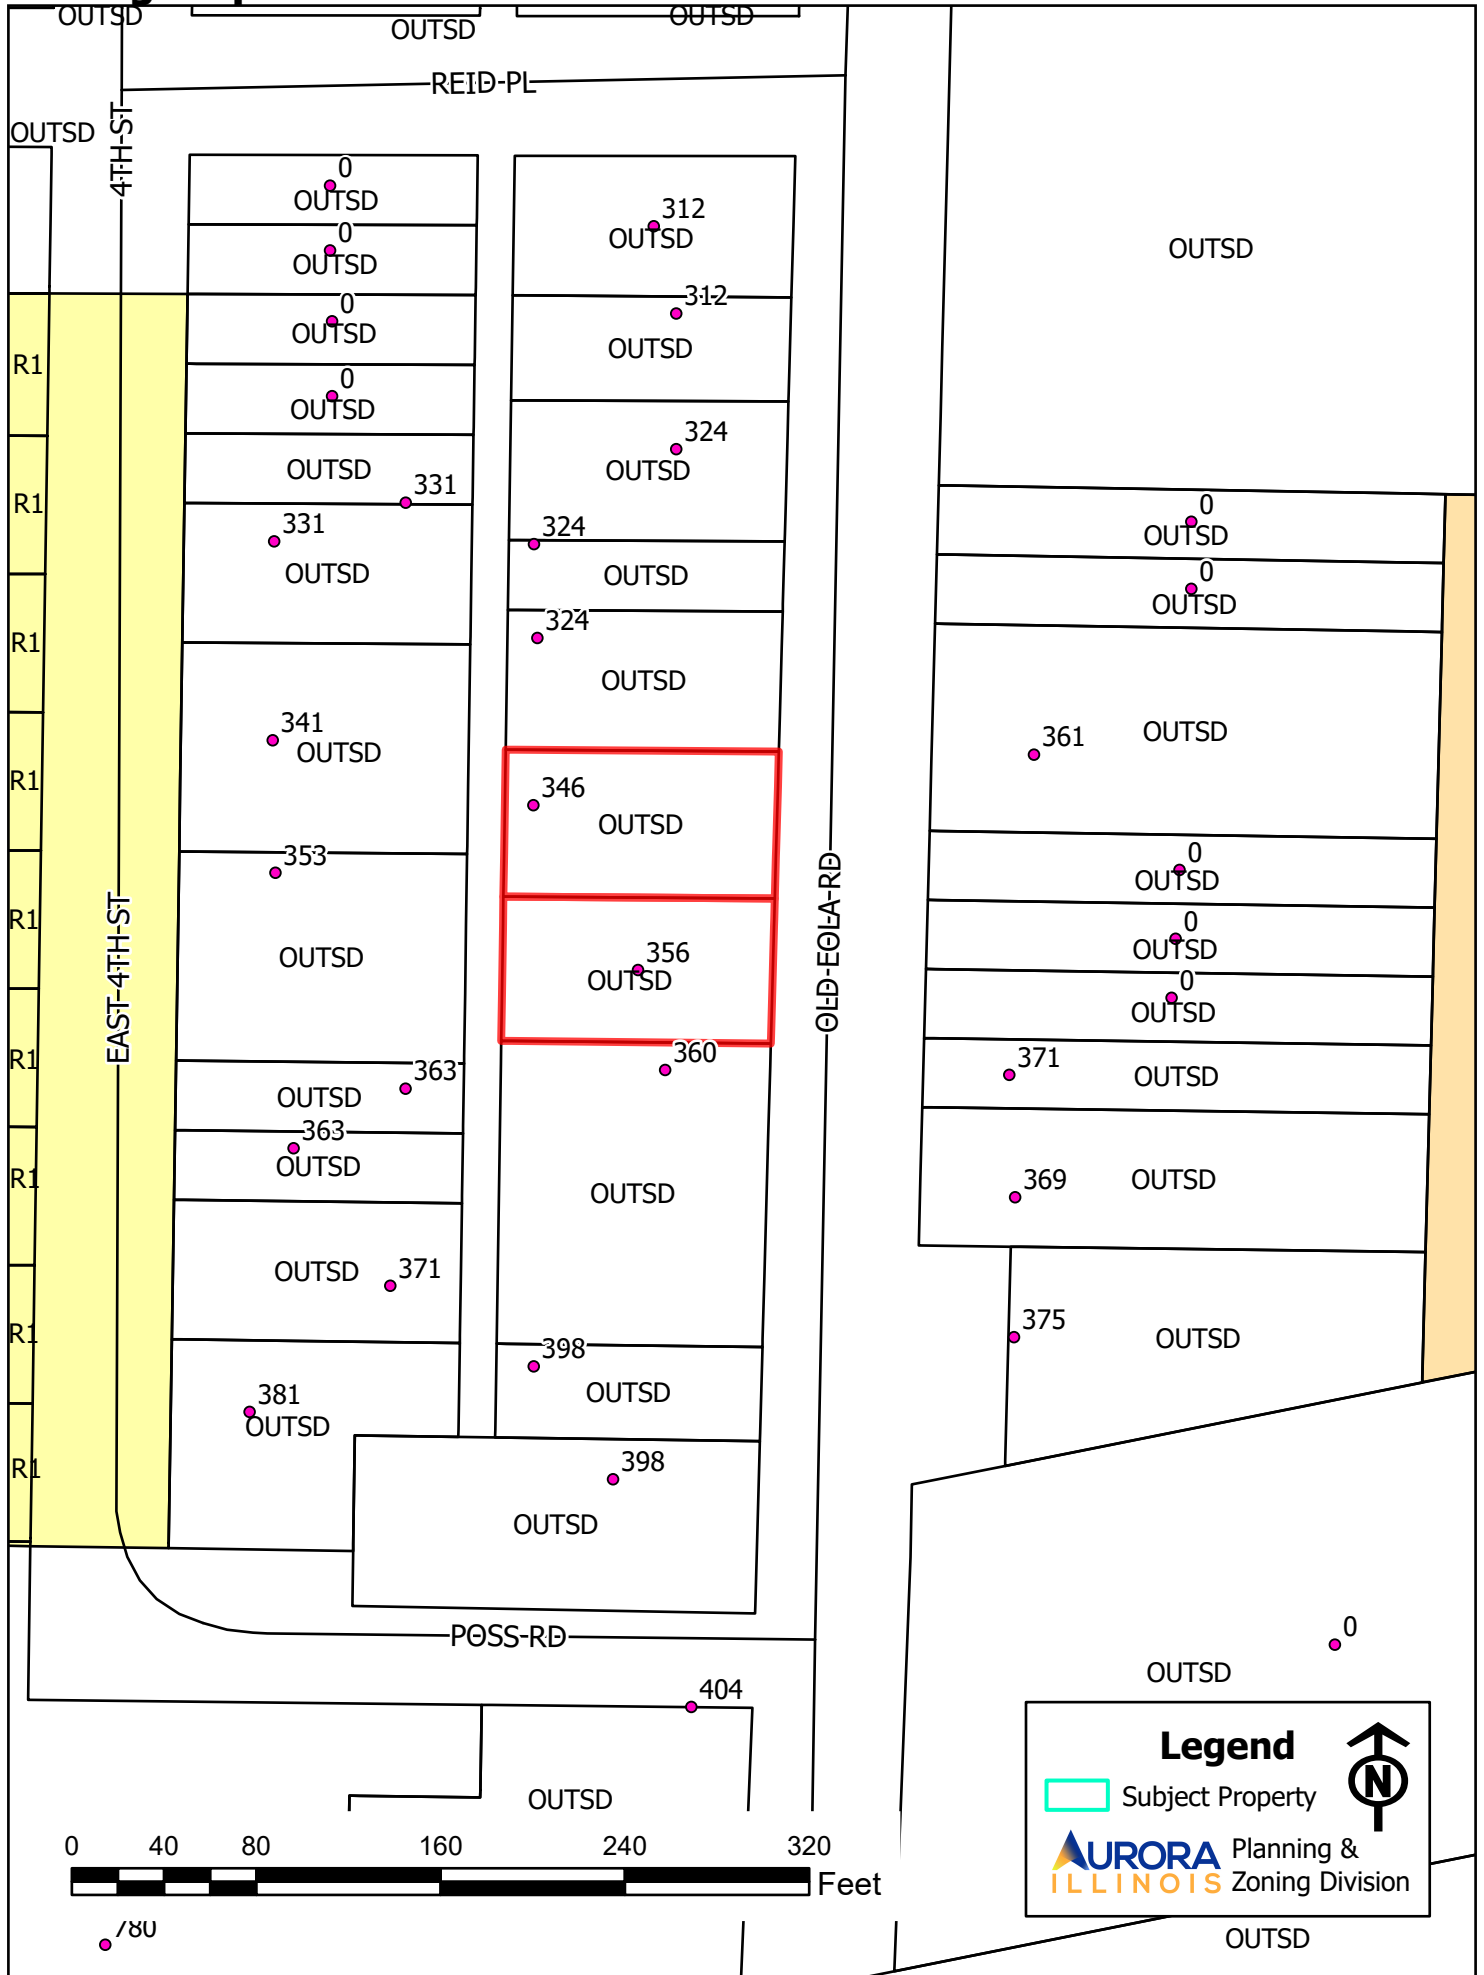 OUTSD
OUTSD
OUTSD
REID-PL
OUTSD
4TH-ST
0
OUTSD
312
OUTSD
OUTSD
0
OUTSD
0
OUTSD
312
OUTSD
R1
0
OUTSD
324
OUTSD
OUTSD
331
R1
331
OUTSD
324
OUTSD
0
OUTSD
0
OUTSD
R1
324
OUTSD
341
OUTSD
361
OUTSD
R1
346
OUTSD
353
OUTSD
R1
EAST-4TH-ST
OLD-EOLA-RD
356
OUTSD
0
OUTSD
0
OUTSD
0
OUTSD
R1
363
OUTSD
360
371
OUTSD
363
OUTSD
R1
OUTSD
369
OUTSD
371
OUTSD
R1
398
OUTSD
375
OUTSD
381
OUTSD
R1
398
OUTSD
POSS-RD
0
OUTSD
404
OUTSD
Legend
N
Subject Property
AURORA
ILLINOIS
Planning &
Zoning Division
0 40 80 160 240 320
Feet
780
OUTSD